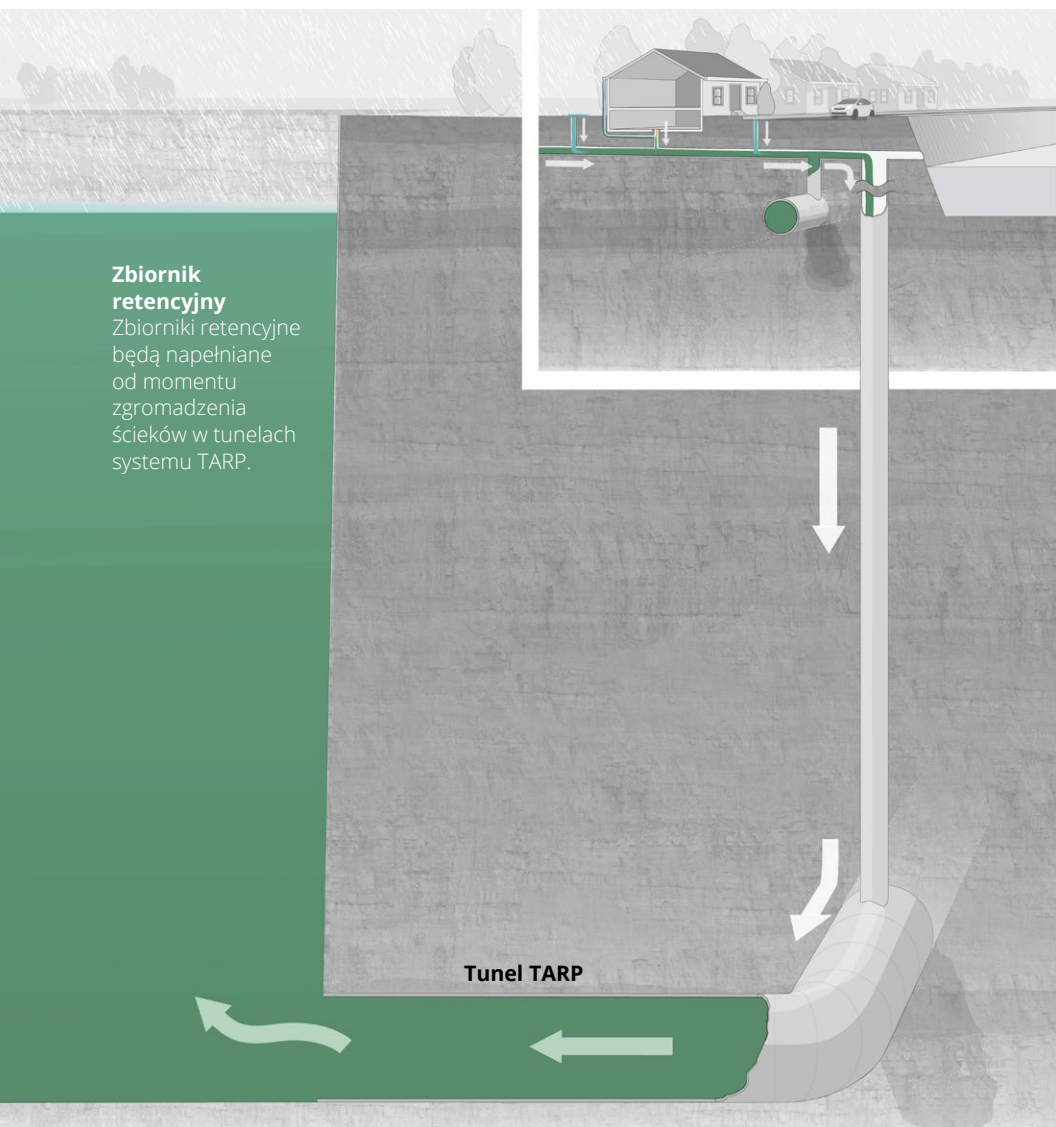 Zbiornik
retencyjny
Zbiorniki retencyjne
będą napełniane
od momentu
zgromadzenia
ścieków w tunelach
systemu TARP.
Tunel TARP